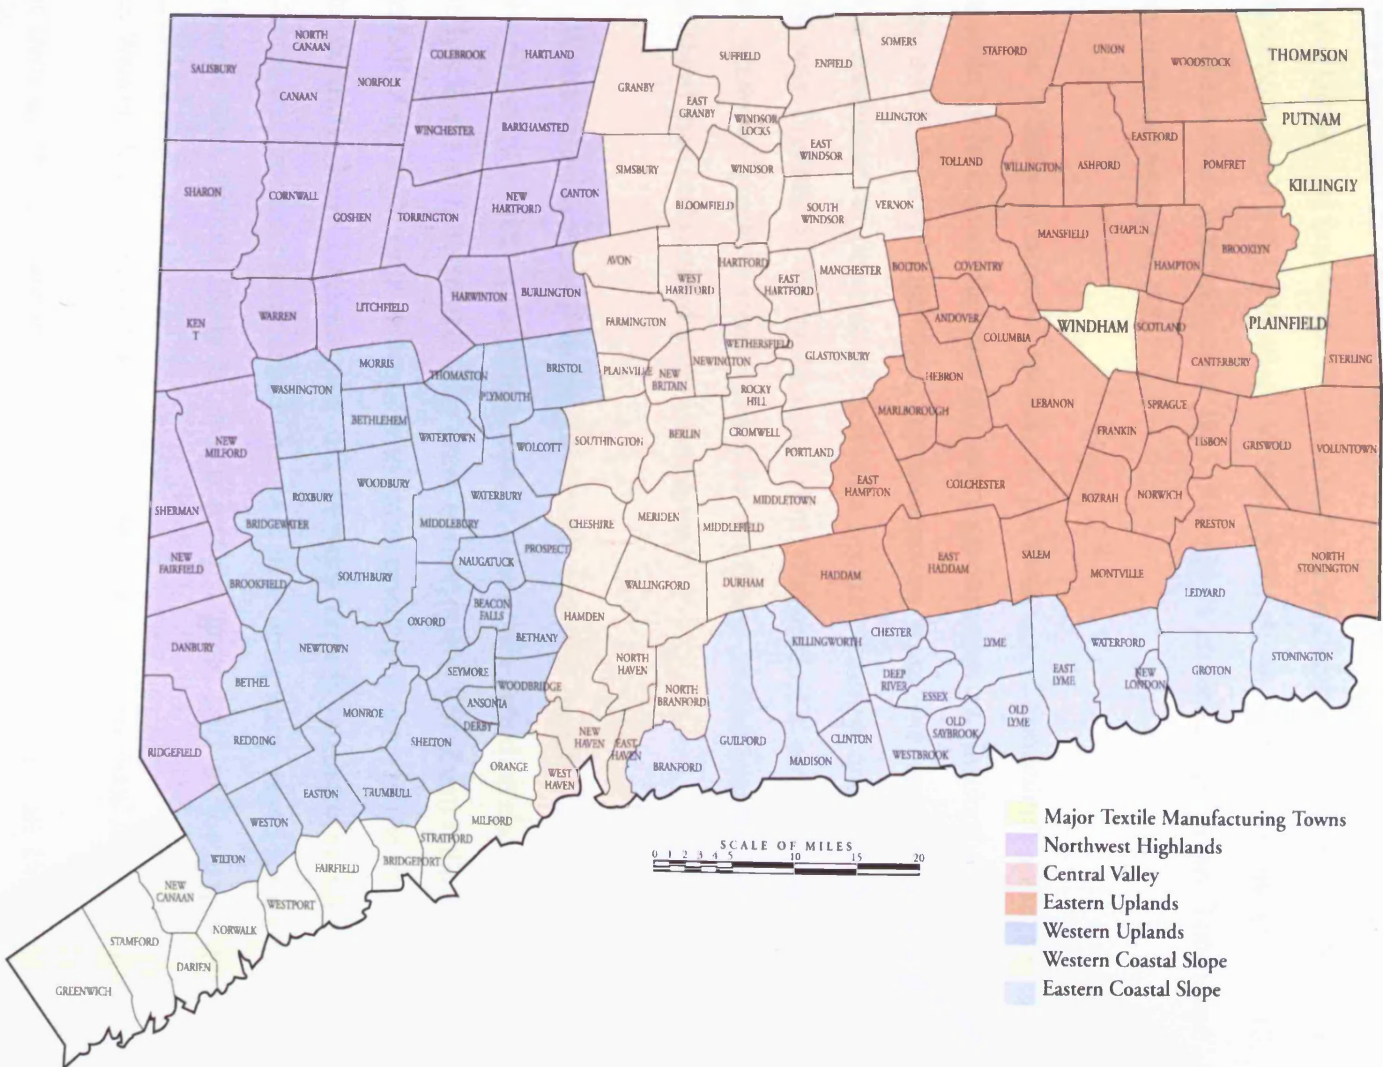 NORTH
CANAAN
COLEBROOK
HARTLAND
SALISBURY
CANAAN
NORFOLK
WINCHESTER
BARKHAMSTED
SHARON
CORNWALL
GOSHEN
TORRINGTON
NEW
HARTFORD
CANTON
KEN
T
WARREN
LITCHFIELD
HARWINTON
BURLINGTON
NEW
MILFORD
SHERMAN
NEW
FAIRFIELD
DANBURY
RIDGEFIELD
GRANBY
SUFFIELD
EAST
GRANBY
WINDSOR
LOCKS
ENFIELD
SOMERS
ELLINGTON
EAST
WINDSOR
SIMSBURY
WINDSOR
BLOOMFIELD
SOUTH
WINDSOR
VERNON
AVON
WEST
HARTFORD
HARTFORD
EAST
HARTFORD
MANCHESTER
FARMINGTON
WETHERSFIELD
NEWINGTON
GLASTONBURY
PLAINVILLE
NEW
BRITAIN
ROCKY
HILL
SOUTHINGTON
BERLIN
CROMWELL
PORTLAND
CHESHIRE
MERIDEN
MIDDLEFIELD
MIDDLETOWN
WALLINGFORD
DURHAM
HAMDEN
NORTH
HAVEN
NORTH
BRANFORD
NEW
HAVEN
EAST
HAVEN
WEST
HAVEN
STAFFORD
UNION
WOODSTOCK
TOLLAND
WILLINGTON
ASHFORD
EASTFORD
POMFRET
MANSFIELD
CHAPLIN
HAMPTON
BROOKLYN
BOLTON
COVENTRY
ANDOVER
COLUMBIA
SCOTLAND
CANTERBURY
STERLING
HEBRON
MARLBOROUGH
LEBANON
FRANKIN
SPRAGUE
LISBON
GRISWOLD
VOLUNTOWN
EAST
HAMPTON
COLCHESTER
BOZRAH
NORWICH
PRESTON
HADDAM
EAST
HADDAM
SALEM
MONTVILLE
NORTH
STONINGTON
THOMPSON
PUTNAM
KILLINGLY
WINDHAM
PLAINFIELD
WASHINGTON
MORRIS
THOMASTON
PLYMOUTH
BRISTOL
BETHLEHEM
WATERTOWN
WOLCOTT
ROXBURY
WOODBURY
WATERBURY
BRIDGEWATER
MIDDLEBURY
PROSPECT
NAUGATUCK
BROOKFIELD
SOUTHBURY
OXFORD
BEACON
FALLS
BETHANY
NEWTOWN
SEYMORE
WOODBRIDGE
BETHEL
ANSONIA
DERBY
MONROE
SHELTON
REDDING
EASTON
TRUMBULL
WESTON
WILTON
ORANGE
MILFORD
STRATFORD
BRIDGEPORT
FAIRFIELD
WESTPORT
NORWALK
NEW
CANAAN
DARIEN
STAMFORD
GREENWICH
BRANFORD
GUILFORD
MADISON
KILLINGWORTH
CLINTON
CHESTER
DEEP
RIVER
ESSEX
WESTBROOK
OLD
SAYBROOK
LYME
OLD
LYME
EAST
LYME
WATERFORD
NEW
LONDON
LEDYARD
GROTON
STONINGTON
SCALE OF MILES
0 1 2 3 4 5 10 15 20
Major Textile Manufacturing Towns
Northwest Highlands
Central Valley
Eastern Uplands
Western Uplands
Western Coastal Slope
Eastern Coastal Slope